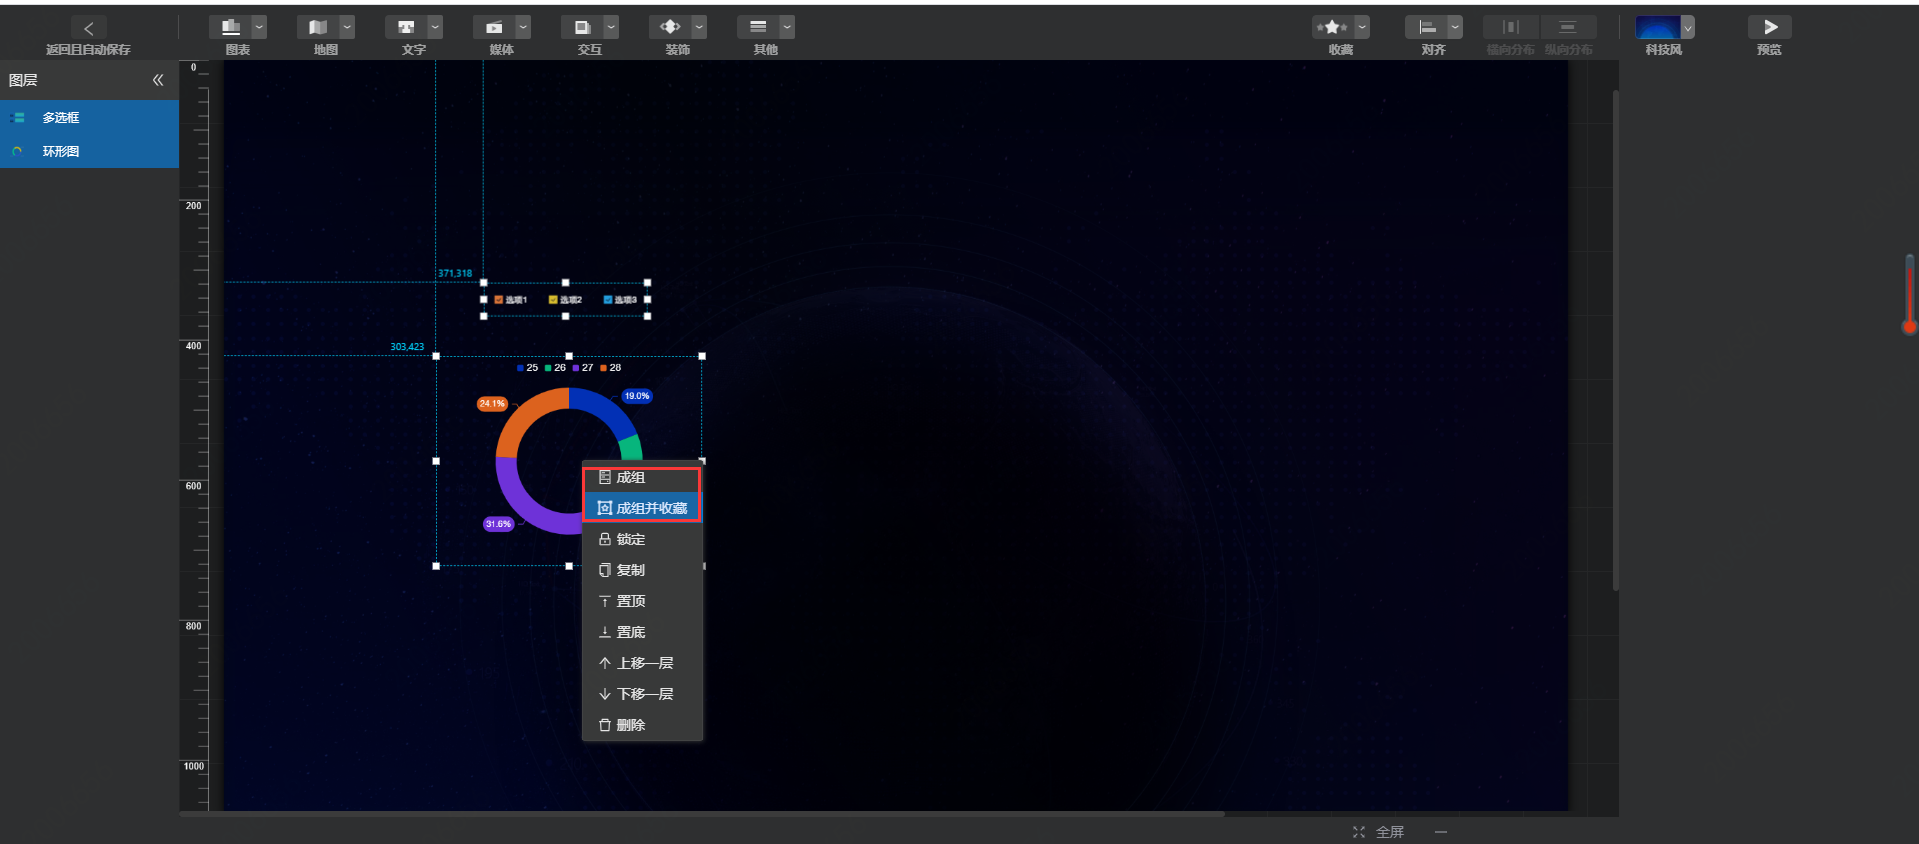 返回且自动保存
图表
地图
文字
媒体
交互
装饰
其他
收藏
对齐
横向分布
纵向分布
科技风
预览
图层
多选框
环形图
0
200
400
600
800
1000
371,318
选项1
选项2
选项3
303,423
25
26
27
28
24.1%
19.0%
31.6%
成组
成组并收藏
锁定
复制
置顶
置底
上移一层
下移一层
删除
全屏